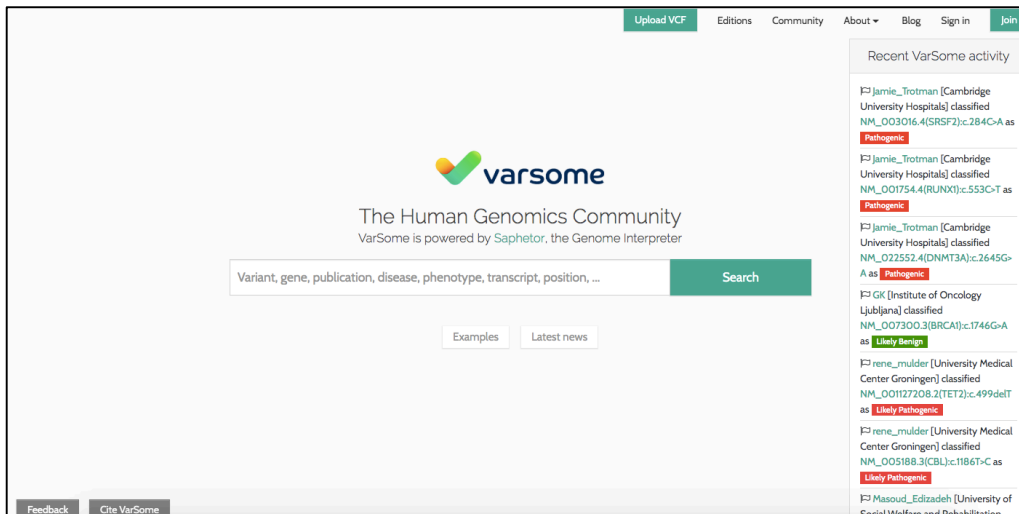 Upload VCF Editions Community About Blog Sign in Join
Recent VarSome activity
Jamie_Trotman [Cambridge
University Hospitals] classified
NM_003016.4(SRSF2):c.284C>A as
Pathogenic
Jamie_Trotman [Cambridge
University Hospitals] classified
NM_001754.4(RUNX1):c.553C>T as
Pathogenic
Jamie_Trotman [Cambridge
University Hospitals] classified
NM_022552.4(DNMT3A):c.2645G>
A as Pathogenic
GK [Institute of Oncology
Ljubljana] classified
NM_007300.3(BRCA1):c.1746G>A
as Likely Benign
rene_mulder [University Medical
Center Groningen] classified
NM_001127208.2(TET2):c.499delT
as Likely Pathogenic
rene_mulder [University Medical
Center Groningen] classified
NM_005188.3(CBL):c.1186T>C as
Likely Pathogenic
Masoud_Edizadeh [University of
Social Welfare and Rehabilitation
varsome
The Human Genomics Community
VarSome is powered by Saphetor, the Genome Interpreter
Variant, gene, publication, disease, phenotype, transcript, position, ...
Search
Examples Latest news
Feedback Cite VarSome